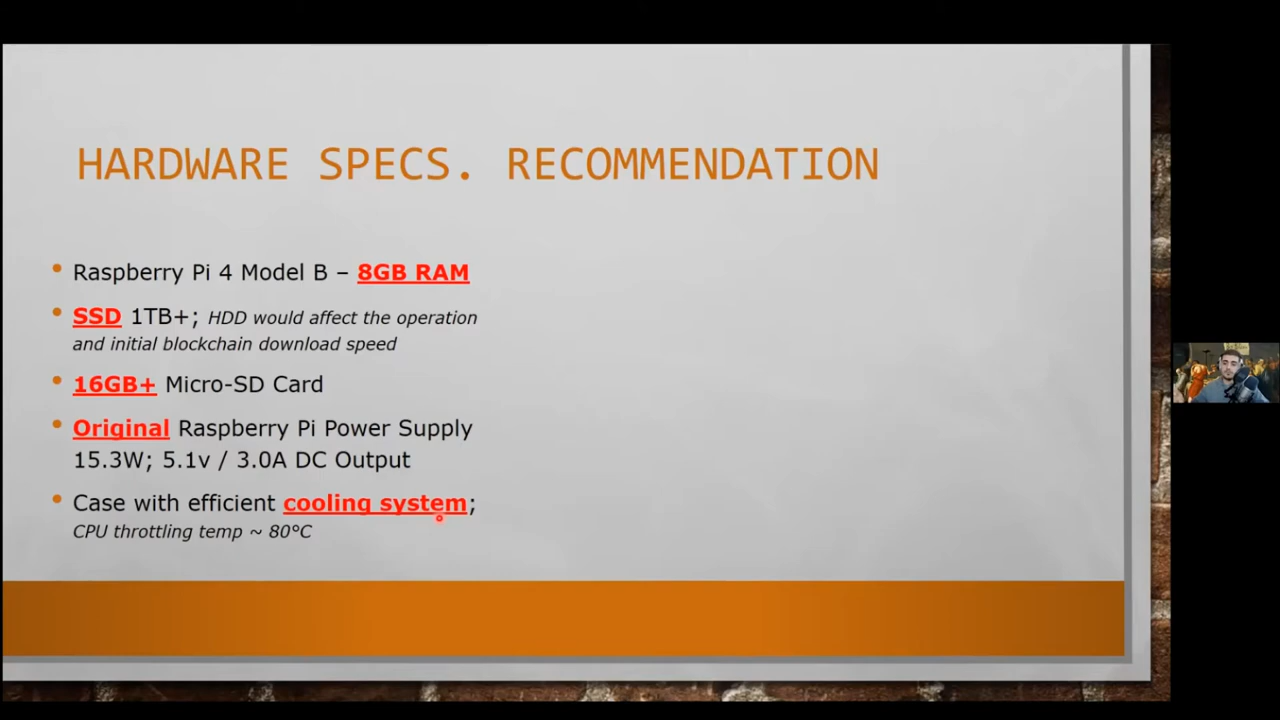 HARDWARE SPECS. RECOMMENDATION
Raspberry Pi 4 Model B – 8GB RAM
SSD 1TB+; HDD would affect the operation
and initial blockchain download speed
16GB+ Micro-SD Card
Original Raspberry Pi Power Supply
15.3W; 5.1v / 3.0A DC Output
Case with efficient cooling system;
CPU throttling temp ~ 80°C